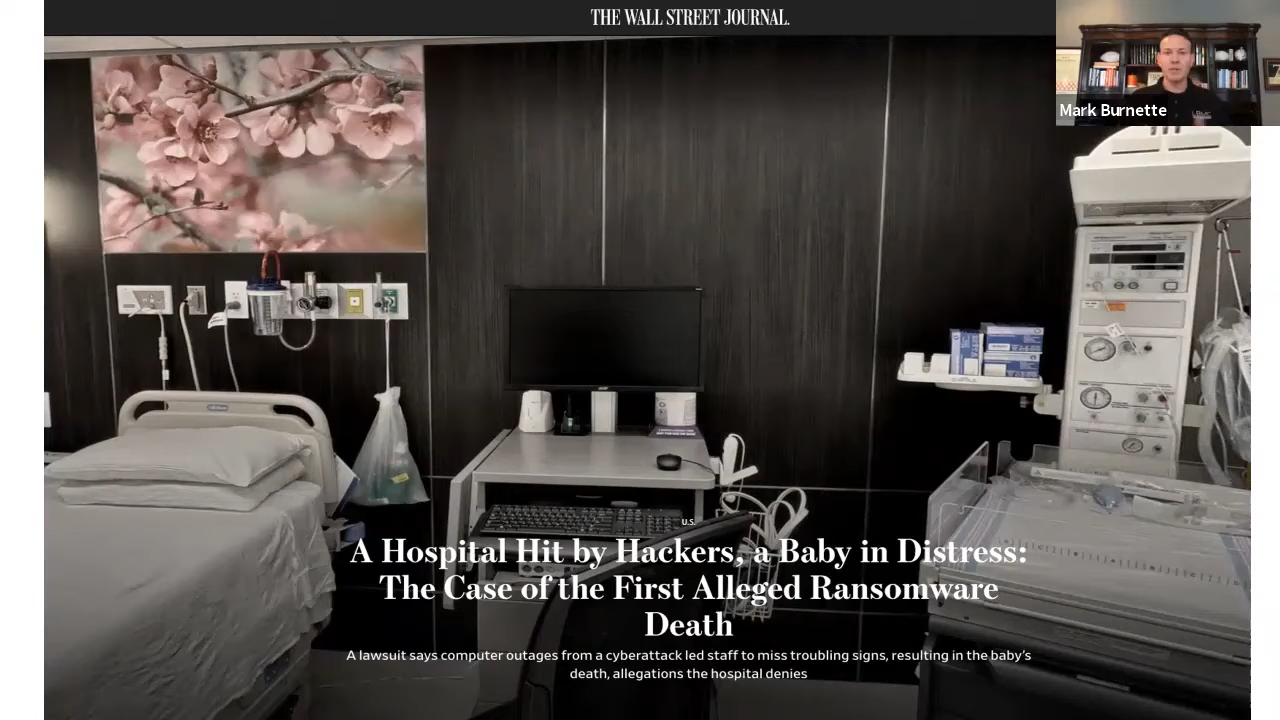 THE WALL STREET JOURNAL.
Mark Burnette
U.S.
A Hospital Hit by Hackers, a Baby in Distress:
The Case of the First Alleged Ransomware
Death
A lawsuit says computer outages from a cyberattack led staff to miss troubling signs, resulting in the baby's
death, allegations the hospital denies